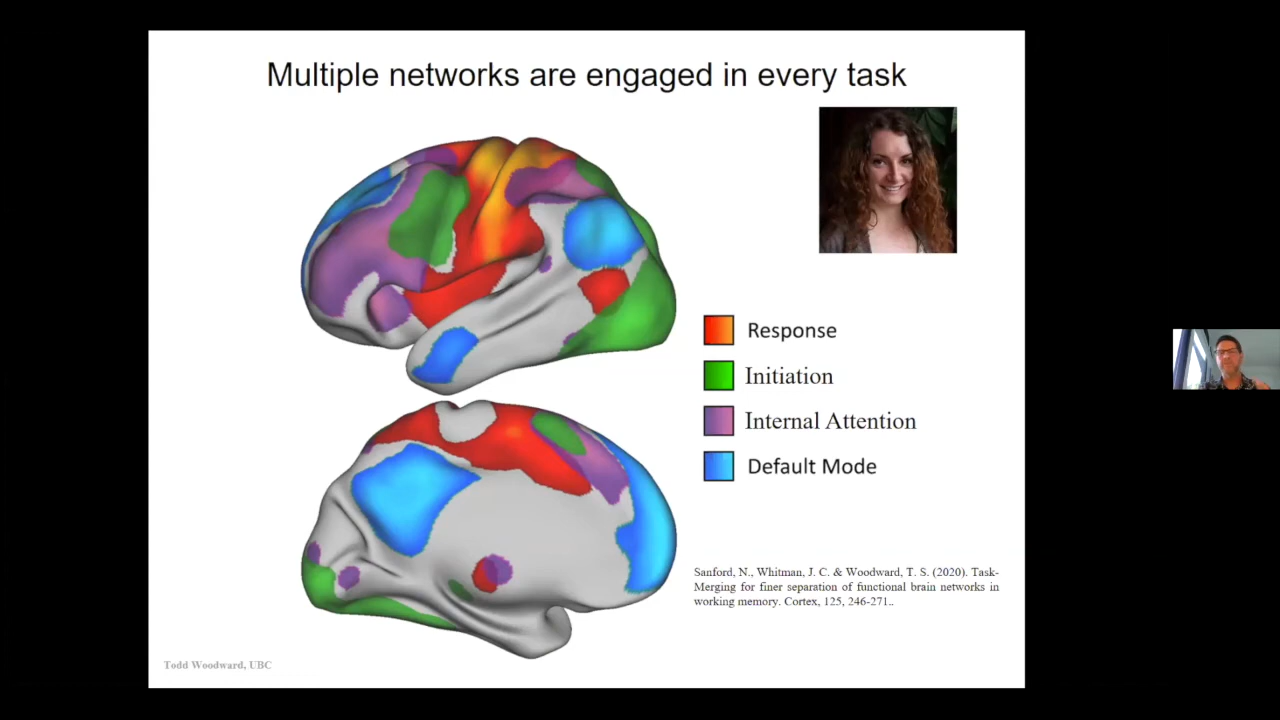 Multiple networks are engaged in every task
Response
Initiation
Internal Attention
Default Mode
Sanford, N., Whitman, J. C. & Woodward, T. S. (2020). Task-
Merging for finer separation of functional brain networks in
working memory. Cortex, 125, 246-271..
Todd Woodward, UBC